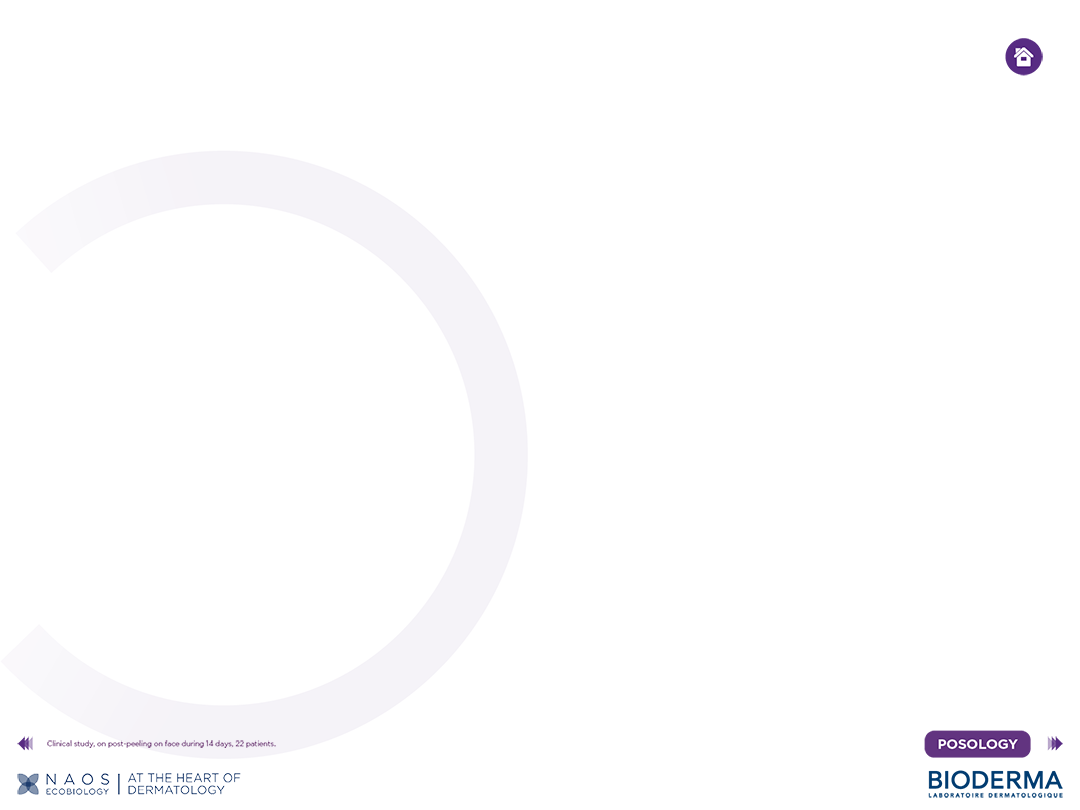 Clinical study, on post-peeling on face during 14 days, 22 patients.
POSOLOGY
NAOS
ECOBIOLOGY
AT THE HEART OF
DERMATOLOGY
BIODERMA
LABORATOIRE DERMATOLOGIQUE